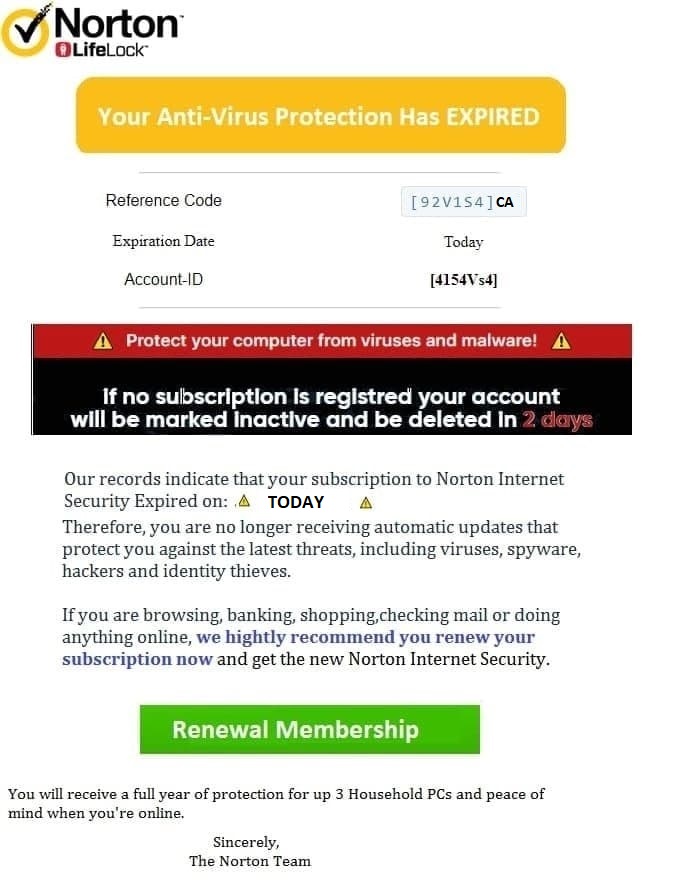 Norton
LifeLock
Your Anti-Virus Protection Has EXPIRED
Reference Code [92V1S4]CA
Expiration Date Today
Account-ID [4154Vs4]
Protect your computer from viruses and malware!
If no subscription is registred your account
will be marked inactive and be deleted in 2 days
Our records indicate that your subscription to Norton Internet
Security Expired on: TODAY
Therefore, you are no longer receiving automatic updates that
protect you against the latest threats, including viruses, spyware,
hackers and identity thieves.
If you are browsing, banking, shopping,checking mail or doing
anything online, we hightly recommend you renew your
subscription now and get the new Norton Internet Security.
Renewal Membership
You will receive a full year of protection for up 3 Household PCs and peace of
mind when you're online.
Sincerely,
The Norton Team